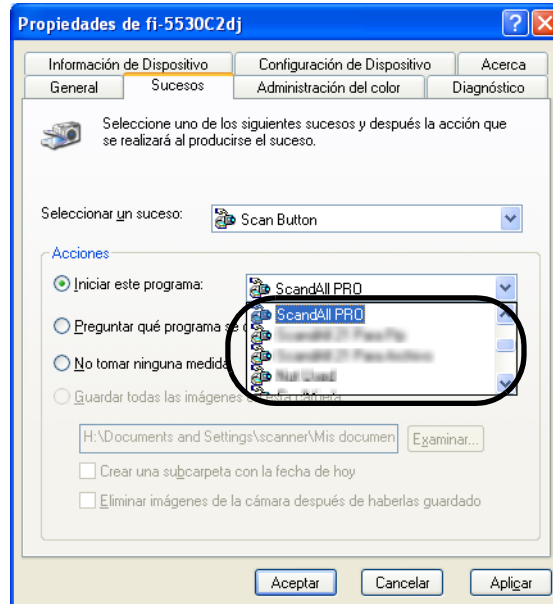 Propiedades de fi-5530C2dj
Información de Dispositivo Configuración de Dispositivo Acerca
General Sucesos Administración del color Diagnóstico
Seleccione uno de los siguientes sucesos y después la acción que
se realizará al producirse el suceso.
Seleccionar un suceso: Scan Button
Acciones
Iniciar este programa: ScandAll PRO
ScandAll PRO
Preguntar qué programa se
No tomar ninguna medida
Guardar todas las imágenes
H:\Documents and Settings\scanner\Mis documen Examinar...
Crear una subcarpeta con la fecha de hoy
Eliminar imágenes de la cámara después de haberlas guardado
Aceptar Cancelar Aplicar